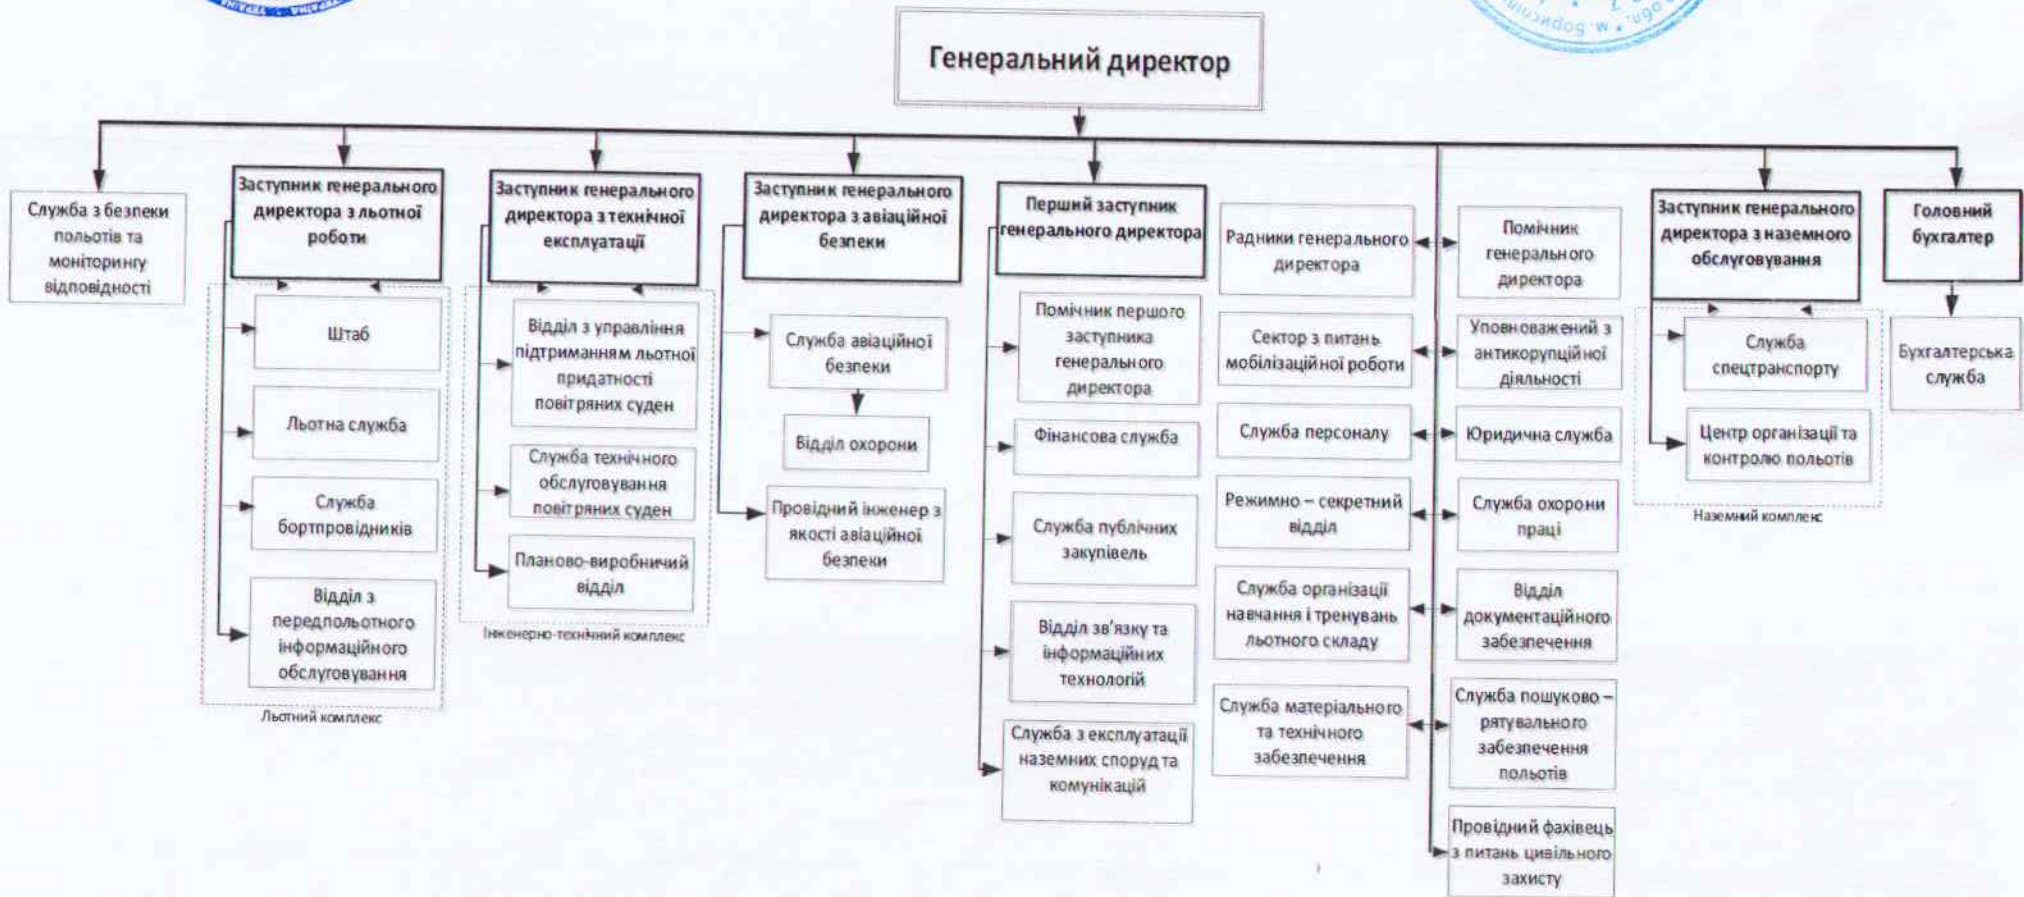 УКРАЇНА * УКРАЇНА
обл. * м. Бориспіль
Генеральний директор
Служба з безпеки
польотів та
моніторингу
відповідності
Заступник генерального
директора з льотної
роботи
Штаб
Льотна служба
Служба
бортпровідників
Відділ з
передпольотного
інформаційного
обслуговування
Льотний комплекс
Заступник генерального
директора з технічної
експлуатації
Відділ з управління
підтриманням льотної
придатності
повітряних суден
Служба технічного
обслуговування
повітряних суден
Планово-виробничий
відділ
Інженерно-технічний комплекс
Заступник генерального
директора з авіаційної
безпеки
Служба авіаційної
безпеки
Відділ охорони
Провідний інженер з
якості авіаційної
безпеки
Перший заступник
генерального директора
Помічник першого
заступника
генерального
директора
Фінансова служба
Служба публічних
закупівель
Відділ зв’язку та
інформаційних
технологій
Служба з експлуатації
наземних споруд та
комунікацій
Радники генерального
директора
Сектор з питань
мобілізаційної роботи
Служба персоналу
Режимно – секретний
відділ
Служба організації
навчання і тренувань
льотного складу
Служба матеріального
та технічного
забезпечення
Помічник
генерального
директора
Уповноважений з
антикорупційної
діяльності
Юридична служба
Служба охорони
праці
Відділ
документаційного
забезпечення
Служба пошуково –
рятувального
забезпечення
польотів
Провідний фахівець
з питань цивільного
захисту
Заступник генерального
директора з наземного
обслуговування
Служба
спецтранспорту
Центр організації та
контролю польотів
Наземний комплекс
Головний
бухгалтер
Бухгалтерська
служба